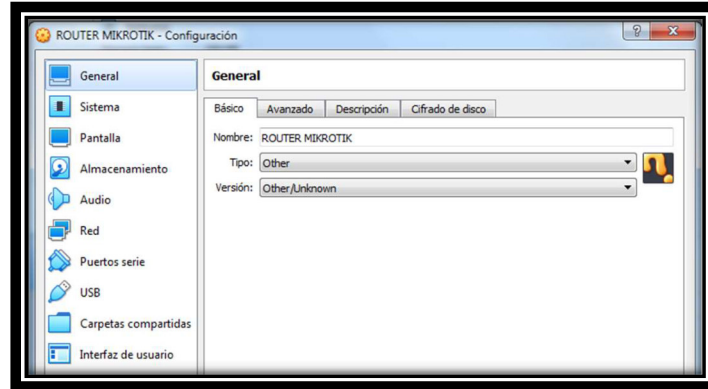 ROUTER MIKROTIK - Configuración
General
Sistema
Pantalla
Almacenamiento
Audio
Red
Puertos serie
USB
Carpetas compartidas
Interfaz de usuario
General
Básico Avanzado Descripción Cifrado de disco
Nombre: ROUTER MIKROTIK
Tipo: Other
Versión: Other/Unknown